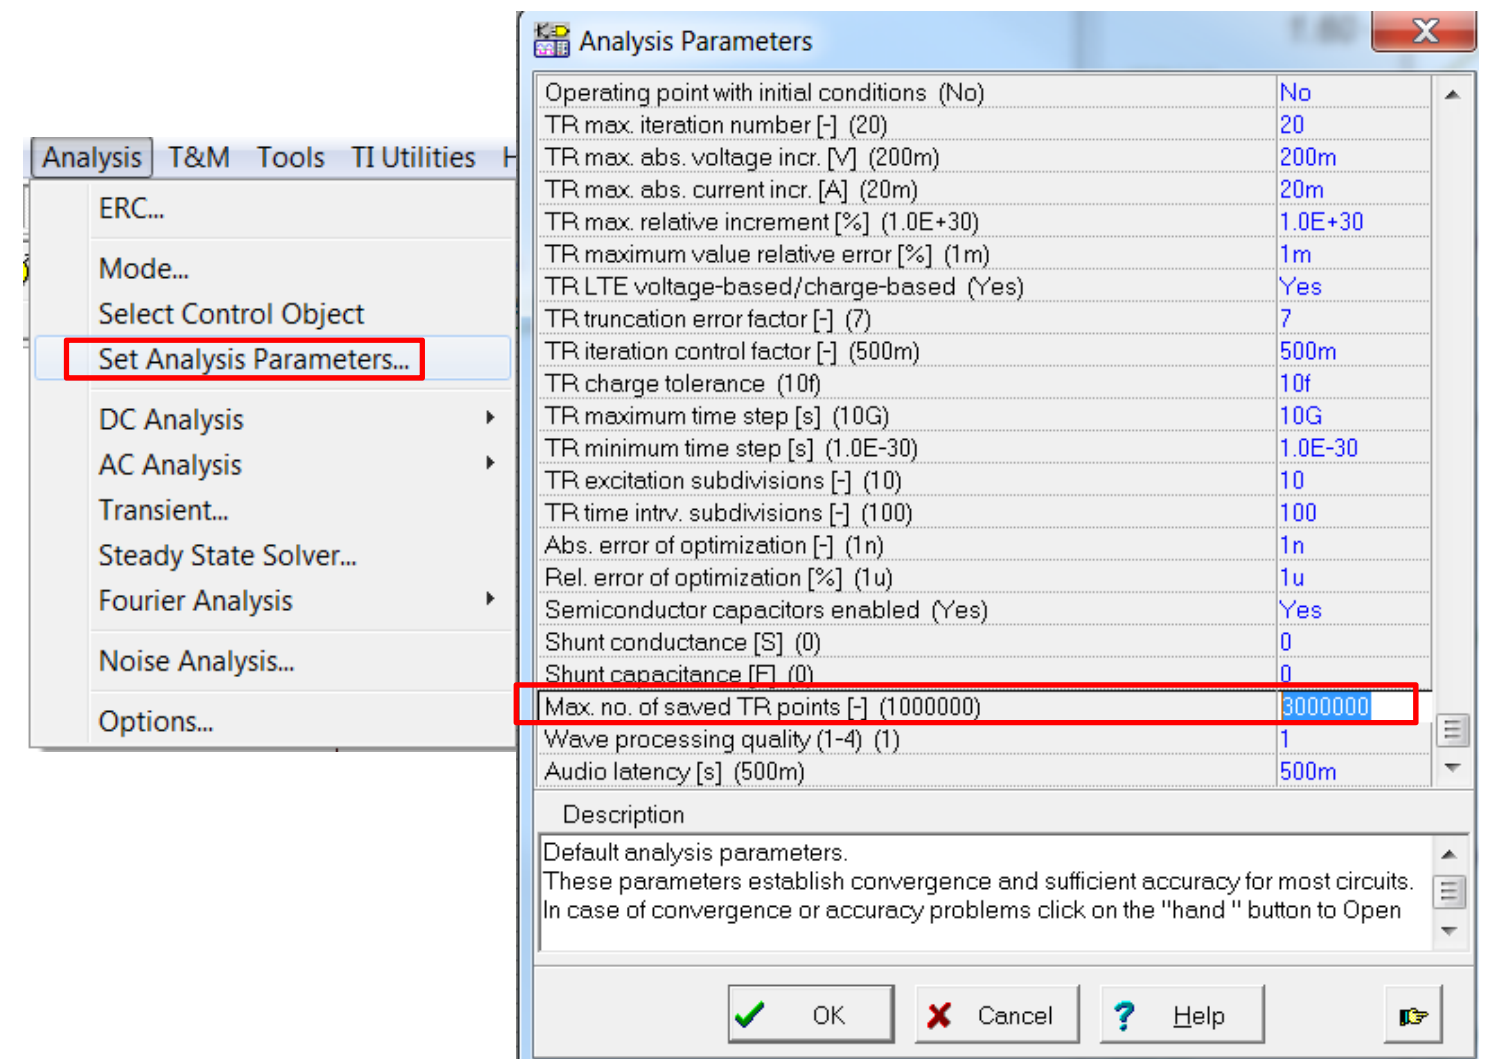 Analysis T&M Tools TI Utilities H
ERC...
Mode...
Select Control Object
Set Analysis Parameters...
DC Analysis
AC Analysis
Transient...
Steady State Solver...
Fourier Analysis
Noise Analysis...
Options...
Analysis Parameters
1.60
Operating point with initial conditions (No) No
TR max. iteration number [-] (20) 20
TR max. abs. voltage incr. [V] (200m) 200m
TR max. abs. current incr. [A] (20m) 20m
TR max. relative increment [%] (1.0E+30) 1.0E+30
TR maximum value relative error [%] (1m) 1m
TR LTE voltage-based/charge-based (Yes) Yes
TR truncation error factor [-] (7) 7
TR iteration control factor [-] (500m) 500m
TR charge tolerance (10f) 10f
TR maximum time step [s] (10G) 10G
TR minimum time step [s] (1.0E-30) 1.0E-30
TR excitation subdivisions [-] (10) 10
TR time intrv. subdivisions [-] (100) 100
Abs. error of optimization [-] (1n) 1n
Rel. error of optimization [%] (1u) 1u
Semiconductor capacitors enabled (Yes) Yes
Shunt conductance [S] (0) 0
Shunt capacitance [F] (0) 0
Max. no. of saved TR points [-] (1000000) 3000000
Wave processing quality (1-4) (1) 1
Audio latency [s] (500m) 500m
Description
Default analysis parameters.
These parameters establish convergence and sufficient accuracy for most circuits.
In case of convergence or accuracy problems click on the "hand " button to Open
OK Cancel Help